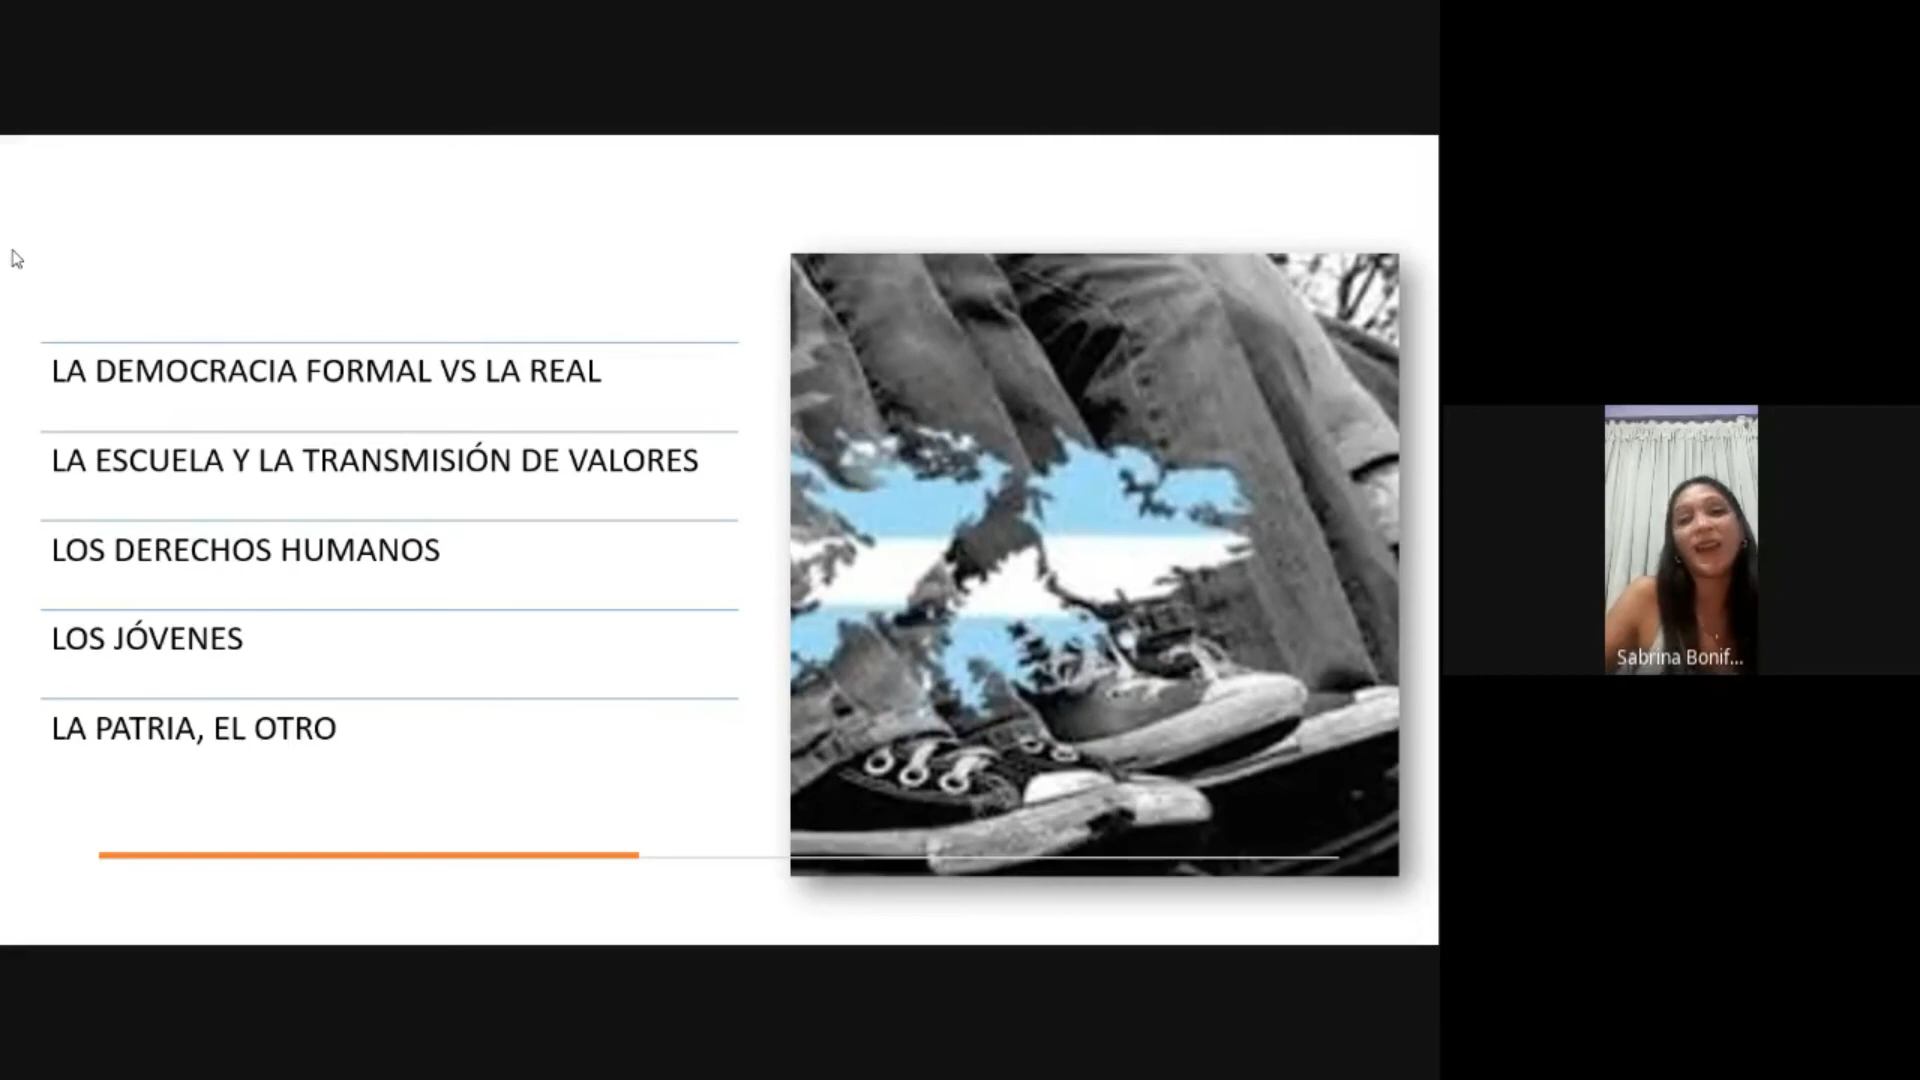 LA DEMOCRACIA FORMAL VS LA REAL
LA ESCUELA Y LA TRANSMISIÓN DE VALORES
LOS DERECHOS HUMANOS
LOS JÓVENES
LA PATRIA, EL OTRO
Sabrina Bonif...